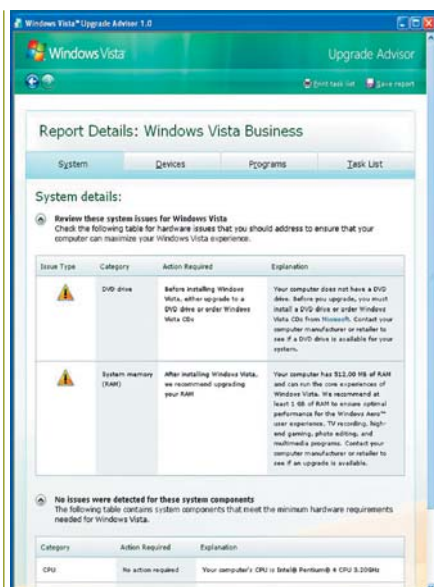 Windows Vista™ Upgrade Advisor 1.0
Windows Vista™
Upgrade Advisor
Print task list
Save report
Report Details: Windows Vista Business
System
Devices
Programs
Task List
System details:
Review these system issues for Windows Vista
Check the following table for hardware issues that you should address to ensure that your
computer can maximize your Windows Vista experience.
Issue Type
Category
Action Required
Explanation
DVD drive
Before installing Windows
Vista, either upgrade to a
DVD drive or order Windows
Vista CDs
Your computer does not have a DVD
drive. Before you upgrade, you must
install a DVD drive or order Windows
Vista CDs from Microsoft. Contact your
computer manufacturer or retailer to
see if a DVD drive is available for your
system.
System memory
(RAM)
After installing Windows Vista,
we recommend upgrading
your RAM
Your computer has 512.00 MB of RAM
and can run the core experiences of
Windows Vista. We recommend at
least 1 GB of RAM to ensure optimal
performance for the Windows Aero™
user experience, TV recording, high-
end gaming, photo editing, and
multimedia programs. Contact your
computer manufacturer or retailer to
see if an upgrade is available.
No issues were detected for these system components
The following table contains system components that meet the minimum hardware requirements
needed for Windows Vista.
Category
Action Required
Explanation
CPU
No action required
Your computer's CPU is Intel® Pentium® 4 CPU 3.20GHz